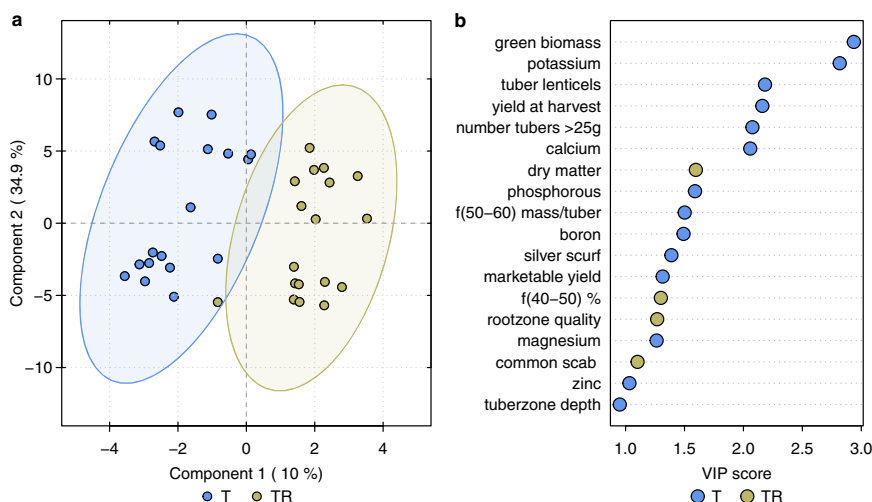 a
Component 2 ( 34.9 %)
10
5
0
−5
−10
−4
−2
0
2
4
Component 1 ( 10 %)
T
TR
b
green biomass
potassium
tuber lenticels
yield at harvest
number tubers >25g
calcium
dry matter
phosphorous
f(50−60) mass/tuber
boron
silver scurf
marketable yield
f(40−50) %
rootzone quality
magnesium
common scab
zinc
tuberzone depth
1.0
1.5
2.0
2.5
3.0
VIP score
T
TR